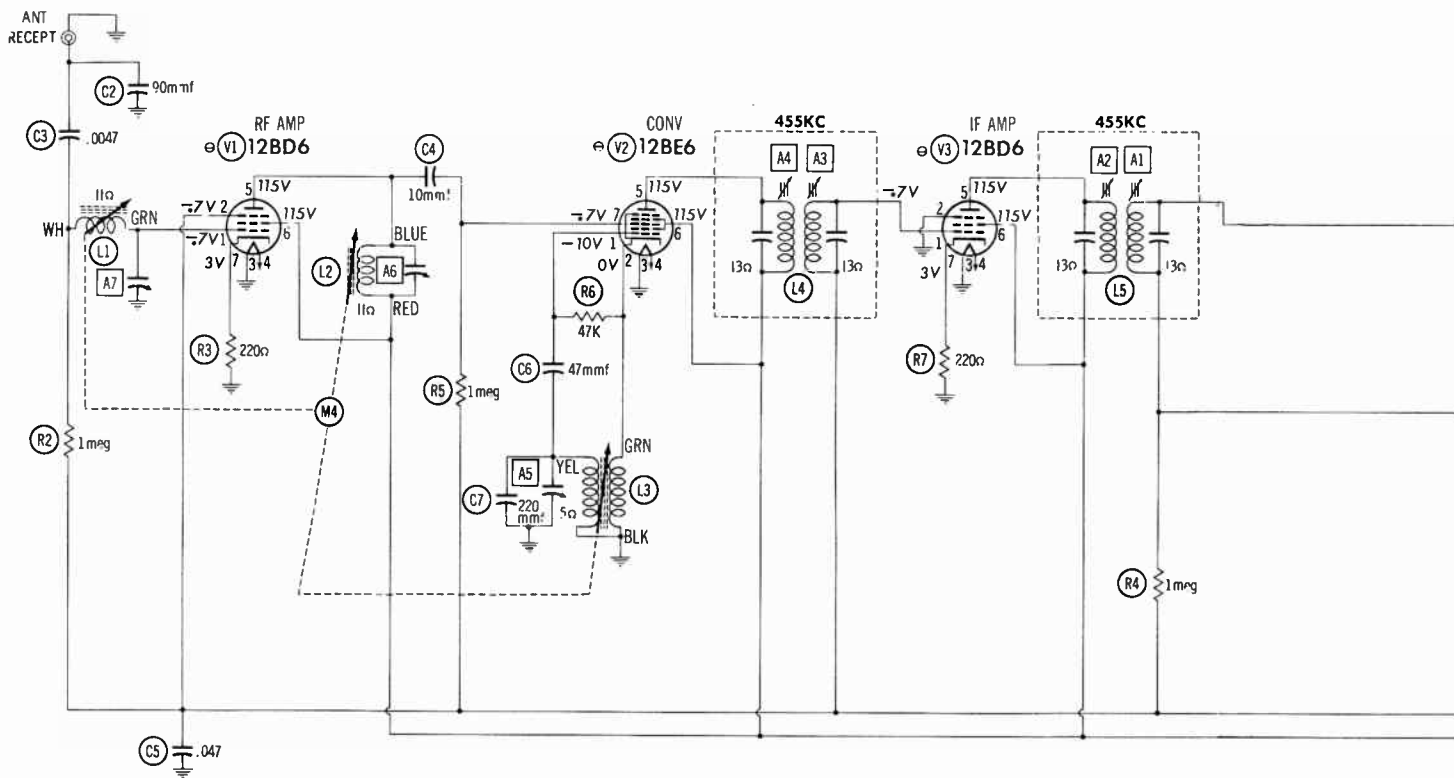 ANT
RECEPT
C2 90mmf
C3 .0047
RF AMP
V1 12BD6
C4
10mmf
CONV
V2 12BE6
455KC
A4 A3
IF AMP
V3 12BD6
455KC
A2 A1
11Ω
WH
GRN
L1
A7
-.7V 2
-.7V 1
3V 7
3 4
5 115V
115V
6
R3 220Ω
BLUE
L2
A6
11Ω RED
5 115V
-.7V 7
-10V 1
0V 2
3 4
115V
6
R6
47K
C6 47mmf
13Ω
13Ω
L4
-.7V
5 115V
2
1
7
3V
3 4
115V
6
R7 220Ω
13Ω
13Ω
L5
M4
R5 1meg
R2 1meg
GRN
YEL
A5
C7 220
mmf
.5Ω
L3
BLK
R4 1meg
C5 .047